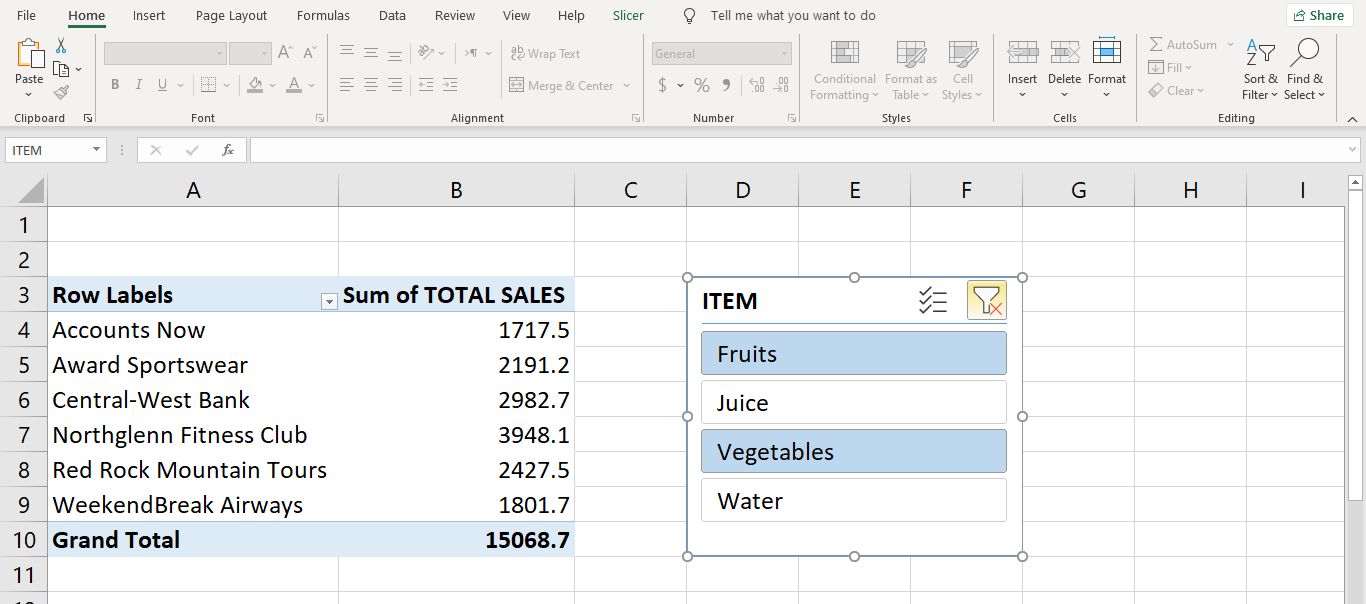 File Home Insert Page Layout Formulas Data Review View Help Slicer Tell me what you want to do Share
Paste
B I U A
ab Wrap Text
Merge & Center
General
$ % 9
Conditional Formatting
Format as Table
Cell Styles
Insert Delete Format
AutoSum
Fill
Clear
Sort & Filter
Find & Select
Clipboard Font Alignment Number Styles Cells Editing
ITEM fx
A B C D E F G H I
1
2
3 Row Labels Sum of TOTAL SALES
4 Accounts Now 1717.5
5 Award Sportswear 2191.2
6 Central-West Bank 2982.7
7 Northglenn Fitness Club 3948.1
8 Red Rock Mountain Tours 2427.5
9 WeekendBreak Airways 1801.7
10 Grand Total 15068.7
11
ITEM
Fruits
Juice
Vegetables
Water